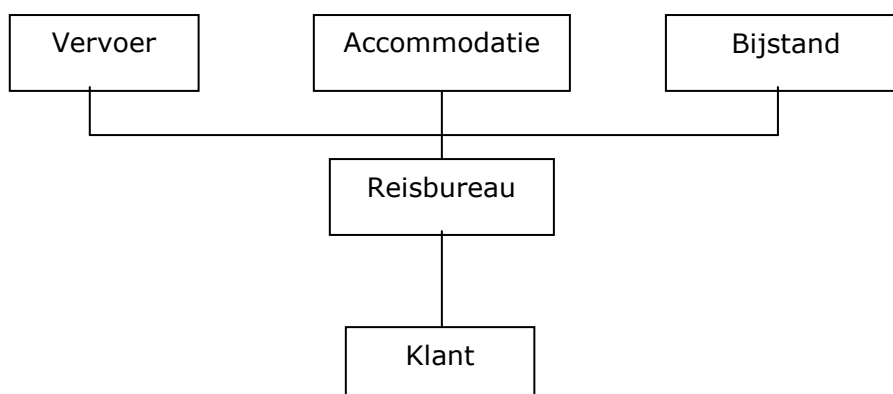 Vervoer
Accommodatie
Bijstand
Reisbureau
Klant